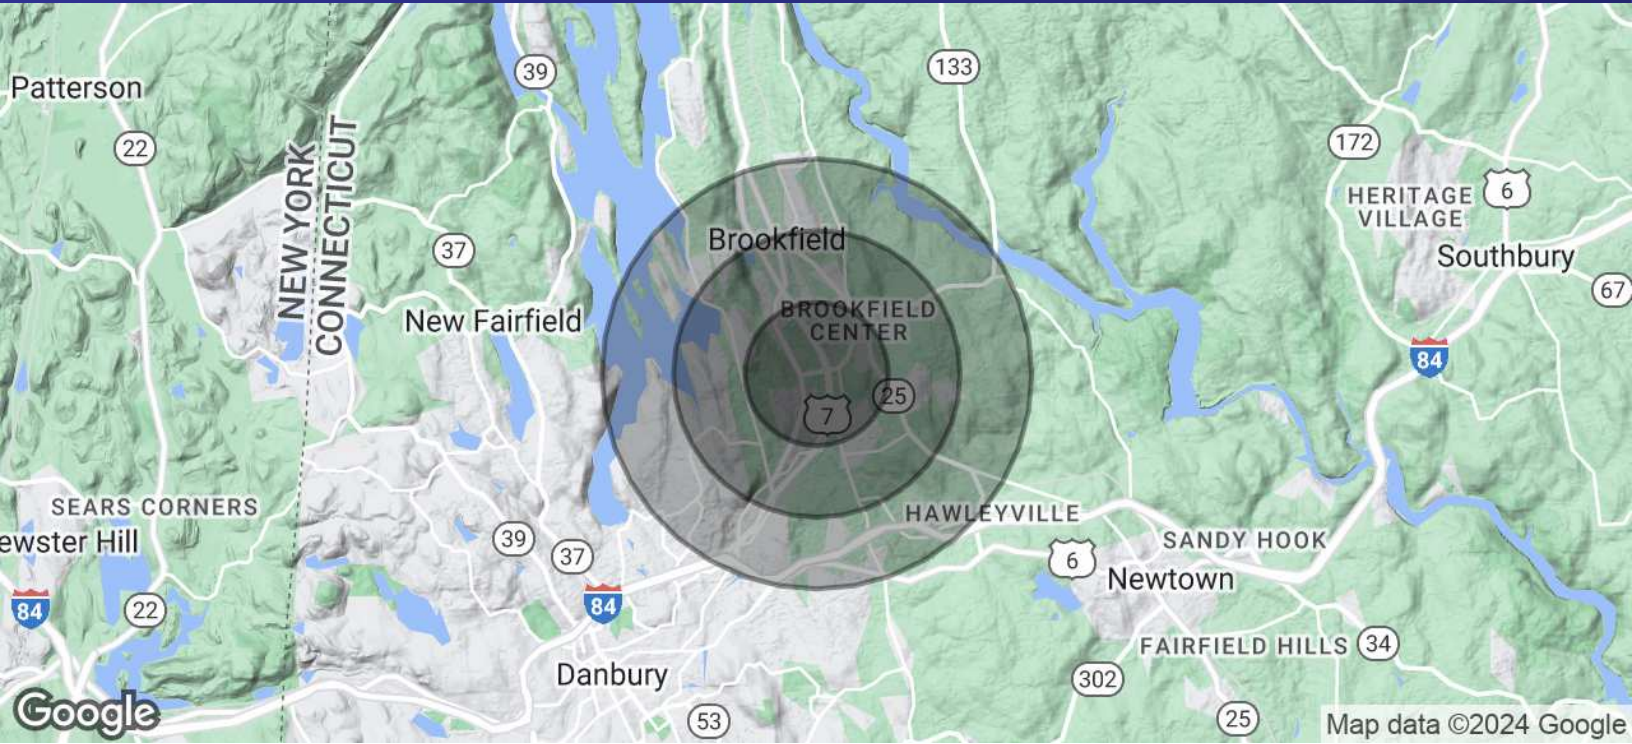 39
133
Patterson
22
172
NEW YORK
CONNECTICUT
HERITAGE
VILLAGE
6
37
Brookfield
Southbury
67
New Fairfield
BROOKFIELD
CENTER
84
25
7
SEARS CORNERS
HAWLEYVILLE
ewster Hill
39
37
6
SANDY HOOK
Newtown
84
22
84
FAIRFIELD HILLS
34
Danbury
302
Google
53
25
Map data ©2024 Google